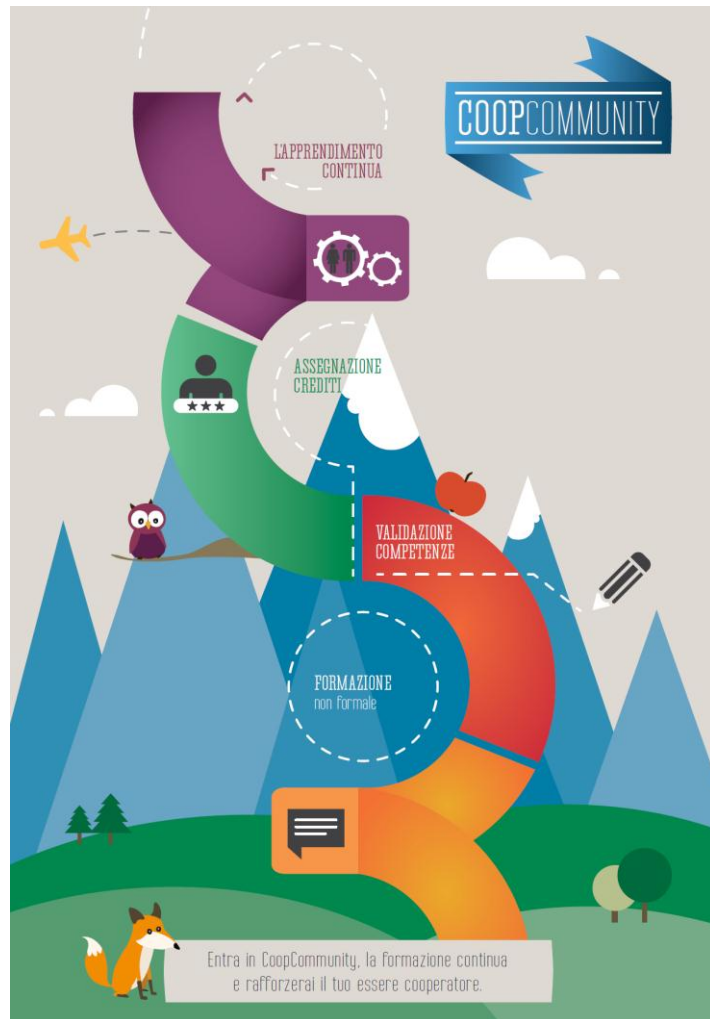 COOPCOMMUNITY
L'APPRENDIMENTO
CONTINUA
ASSEGNAZIONE
CREDITI
VALIDAZIONE
COMPETENZE
FORMAZIONE
non formale
Entra in CoopCommunity, la formazione continua
e rafforzerai il tuo essere cooperatore.